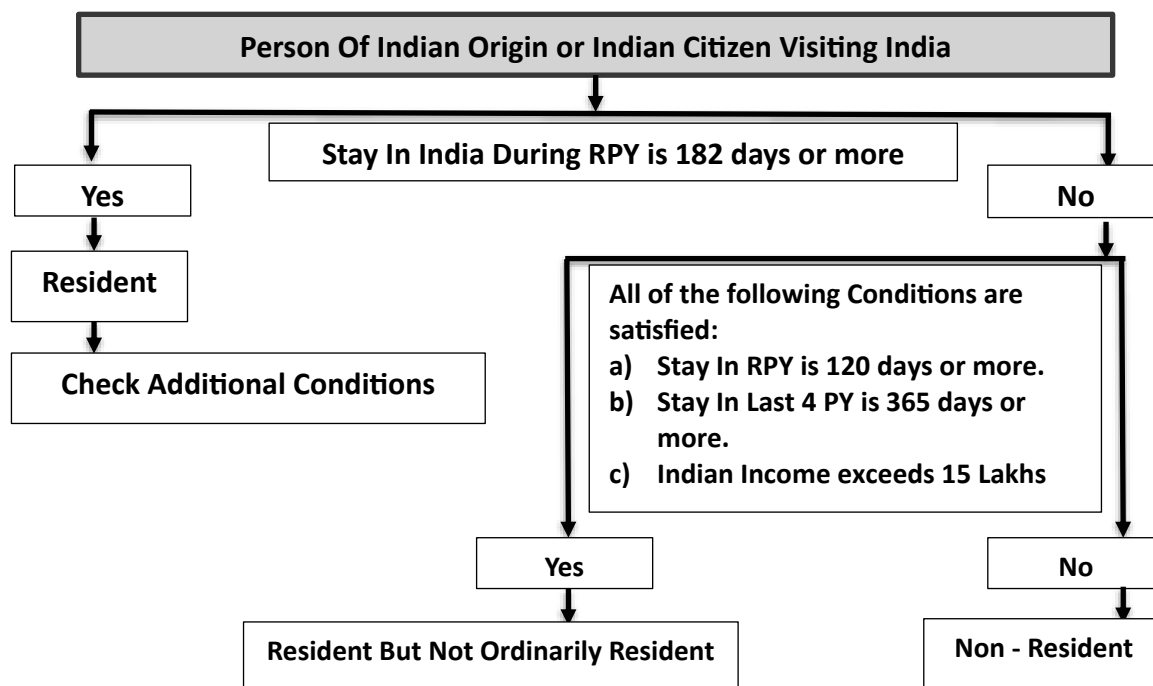 Person Of Indian Origin or Indian Citizen Visiting India
Stay In India During RPY is 182 days or more
Yes
No
Resident
All of the following Conditions are
satisfied:
a) Stay In RPY is 120 days or more.
b) Stay In Last 4 PY is 365 days or
more.
c) Indian Income exceeds 15 Lakhs
Check Additional Conditions
Yes
No
Resident But Not Ordinarily Resident
Non - Resident